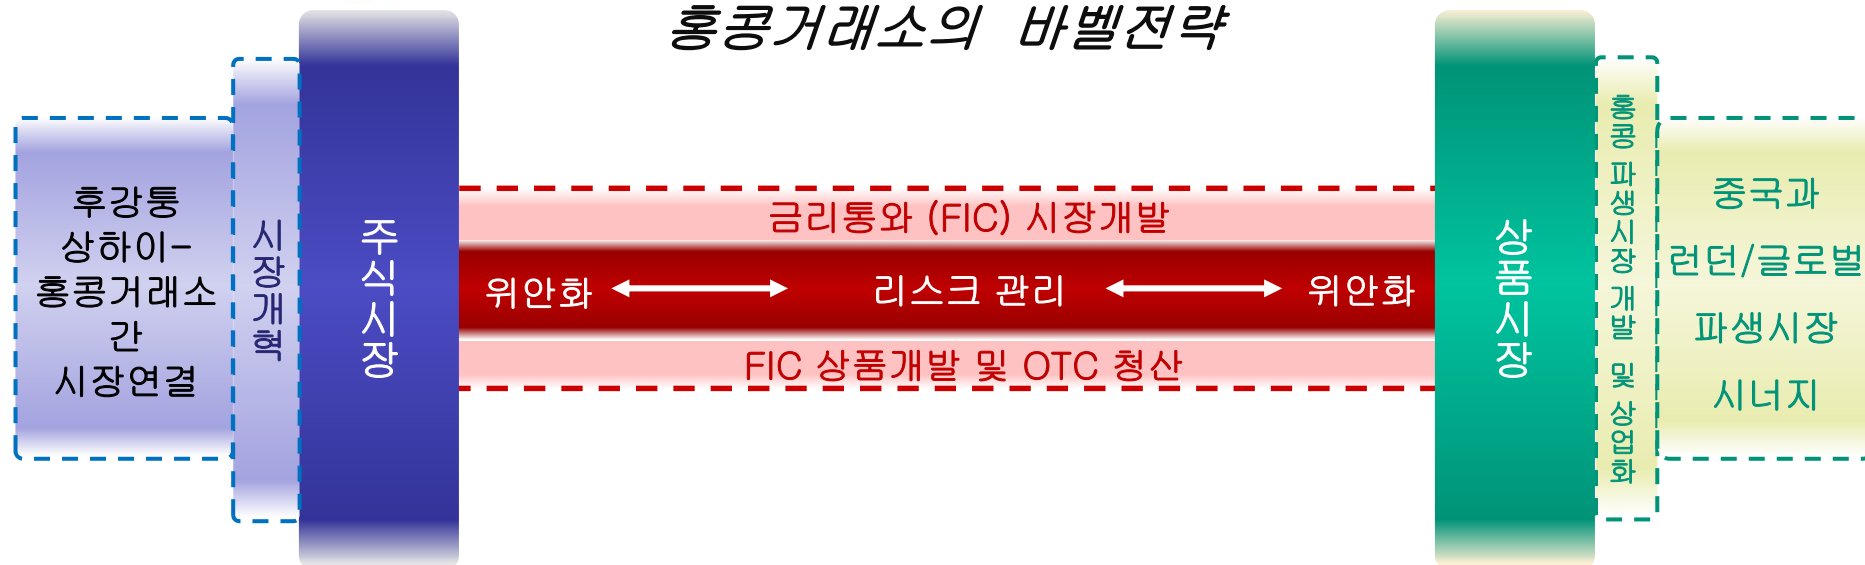 홍콩거래소의 바벨전략
후강퉁
상하이-
홍콩거래소
간
시장연결
시장개혁
주식시장
금리통와 (FIC) 시장개발
위안화
리스크 관리
위안화
FIC 상품개발 및 OTC 청산
상품시장
홍콩 파생시장 개발 및 상업화
중국과
런던/글로벌
파생시장
시너지